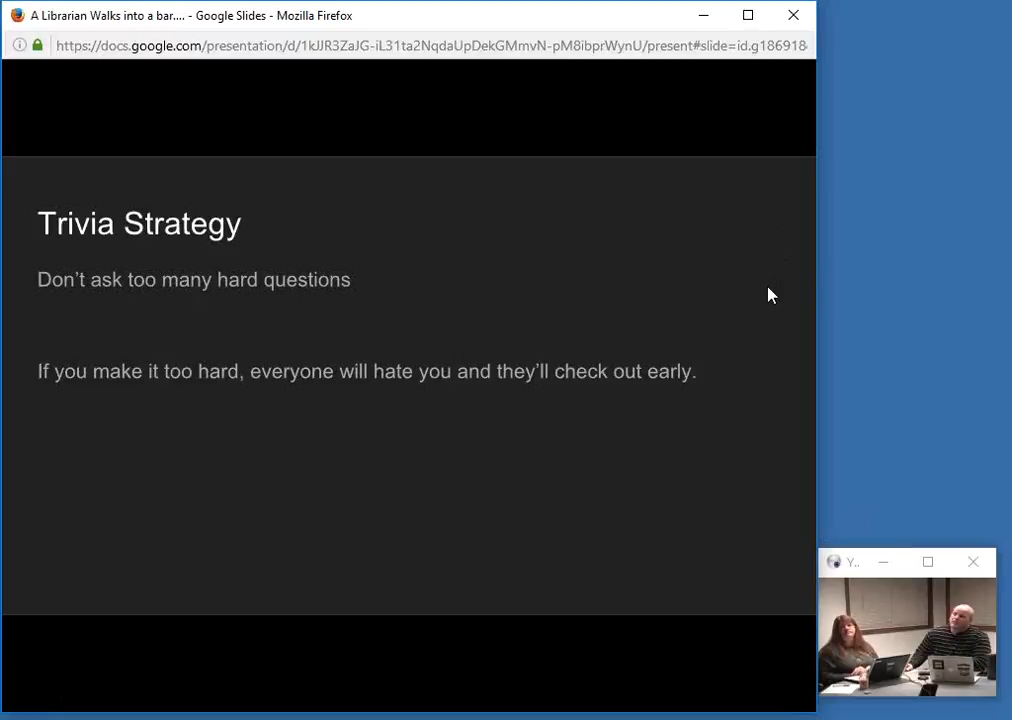 A Librarian Walks into a bar.... - Google Slides - Mozilla Firefox
https://docs.google.com/presentation/d/1kJJR3ZaJG-iL31ta2NqdaUpDekGMmvN-pM8ibprWynU/present#slide=id.g186918
Trivia Strategy
Don’t ask too many hard questions
If you make it too hard, everyone will hate you and they’ll check out early.
Y..